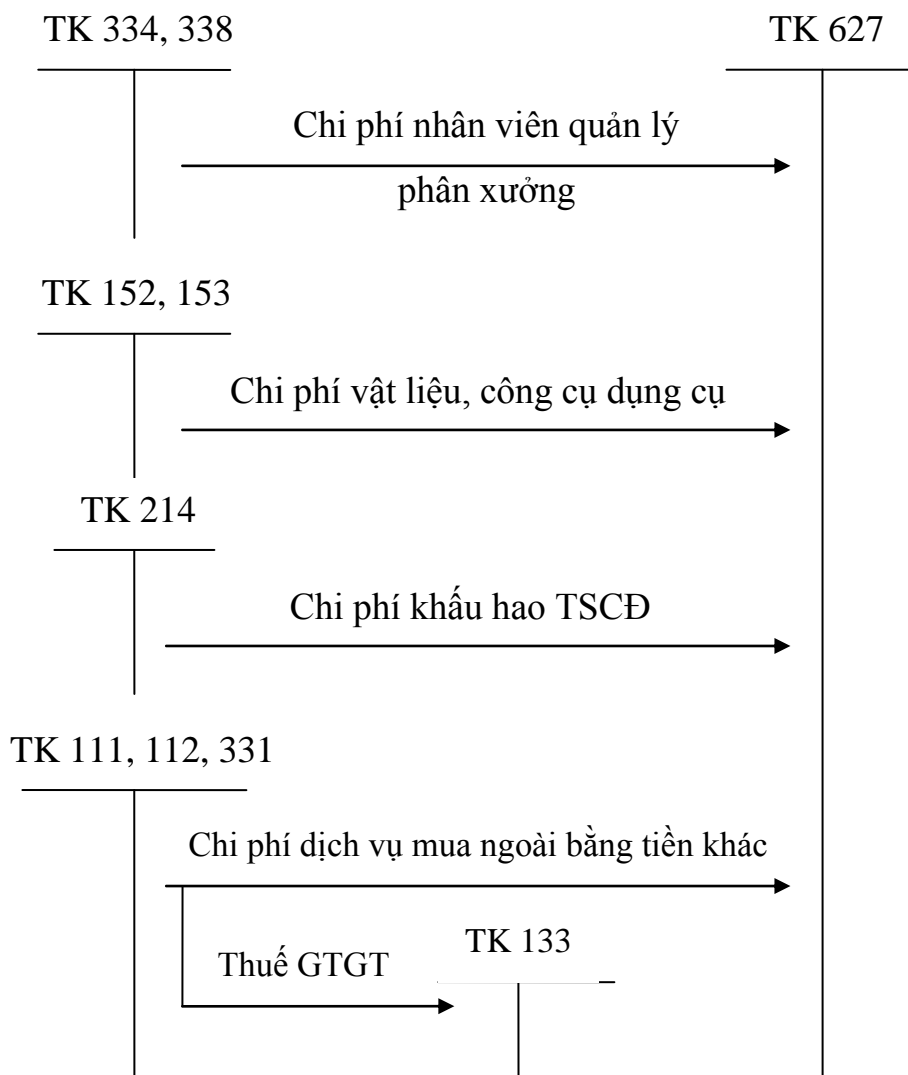 TK 334, 338
TK 627
Chi phí nhân viên quản lý
phân xưởng
TK 152, 153
Chi phí vật liệu, công cụ dụng cụ
TK 214
Chi phí khấu hao TSCĐ
TK 111, 112, 331
Chi phí dịch vụ mua ngoài bằng tiền khác
TK 133
Thuế GTGT